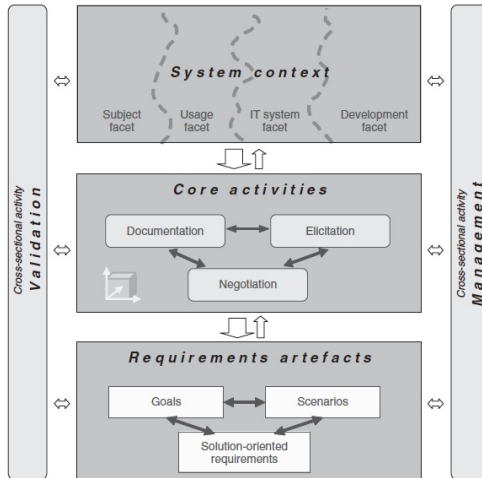 Cross-sectional activity
Validation
System context
Subject facet
Usage facet
IT system facet
Development facet
Core activities
Documentation
Elicitation
Negotiation
Requirements artefacts
Goals
Scenarios
Solution-oriented
requirements
Cross-sectional activity
Management